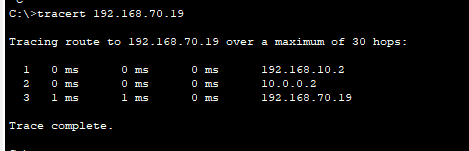 C:\>tracert 192.168.70.19
Tracing route to 192.168.70.19 over a maximum of 30 hops:
1 0 ms 0 ms 0 ms 192.168.10.2
2 0 ms 0 ms 0 ms 10.0.0.2
3 1 ms 1 ms 0 ms 192.168.70.19
Trace complete.